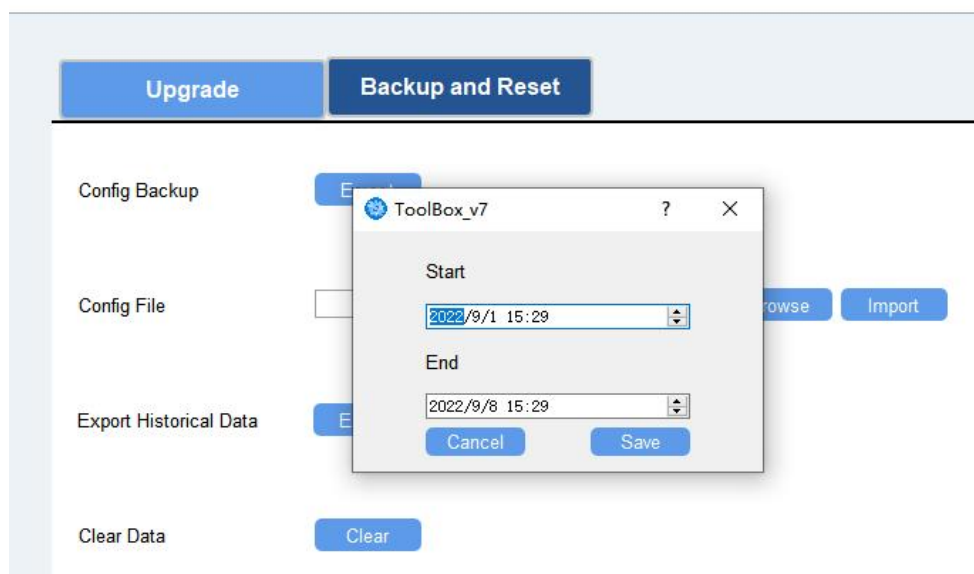 Upgrade
Backup and Reset
Config Backup
ToolBox_v7
?
Start
Config File
2022/9/1 15:29
Import
End
2022/9/8 15:29
Export Historical Data
Cancel
Save
Clear Data
Clear